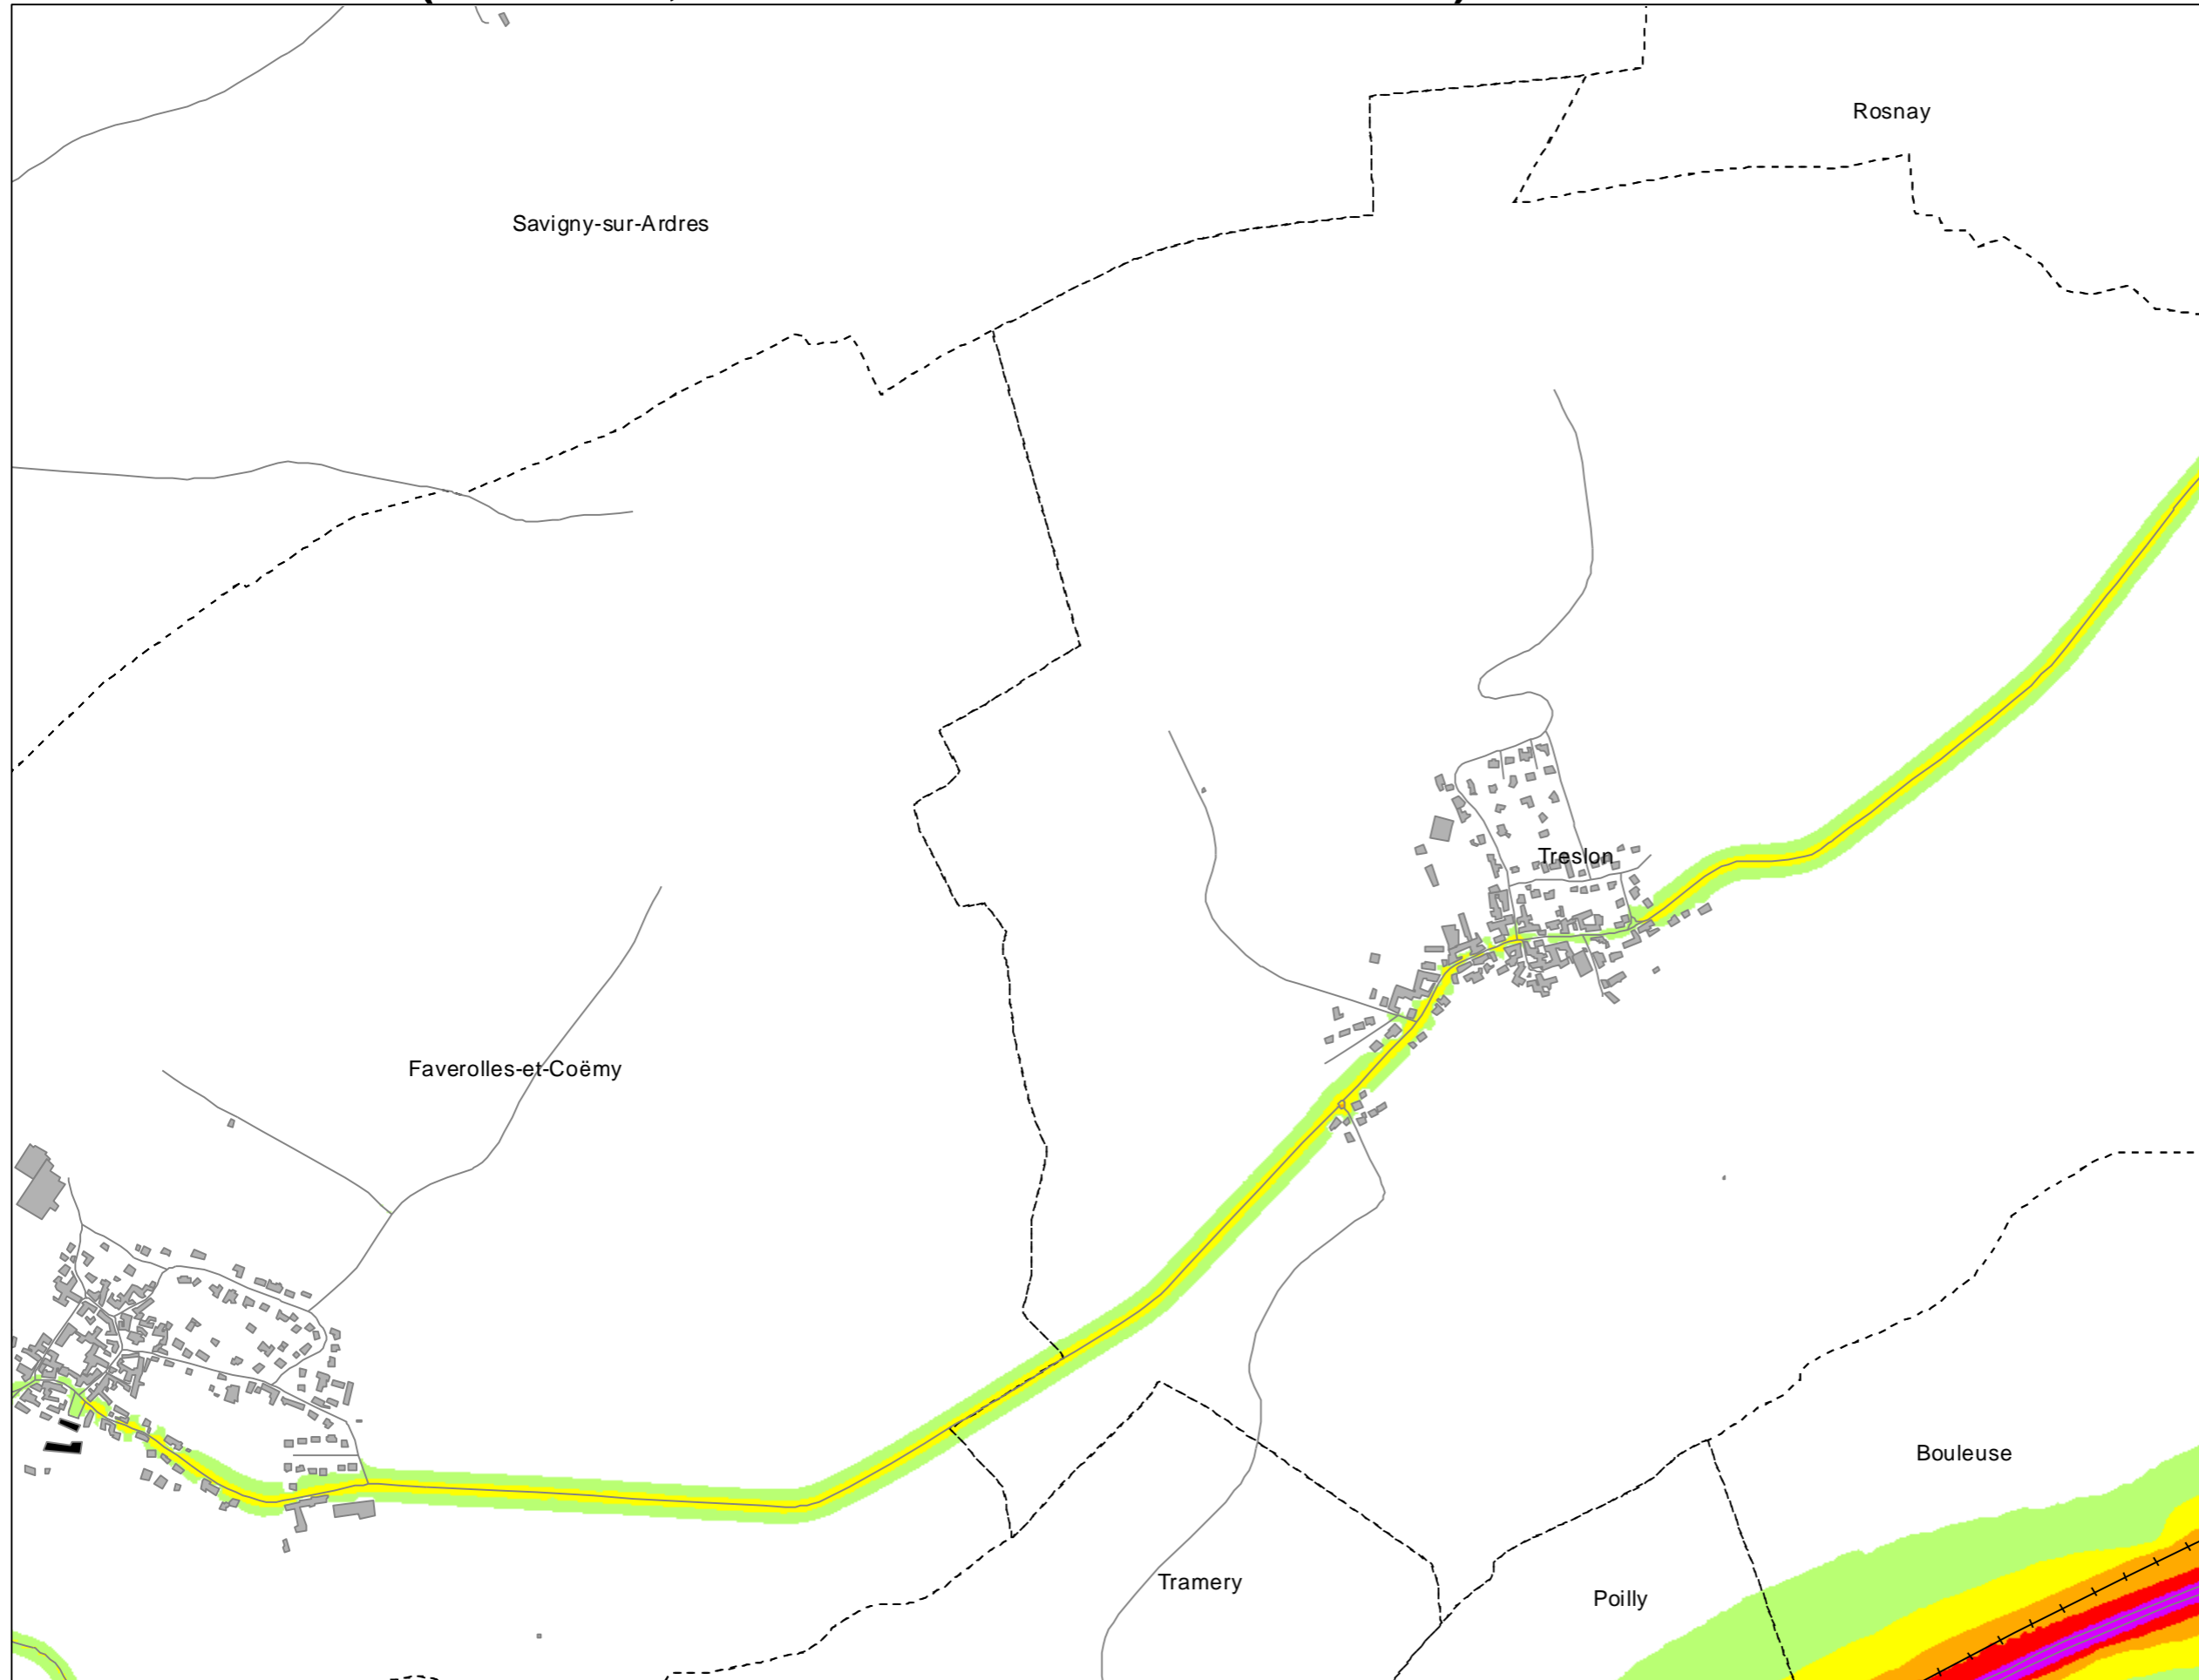 Rosnay
Savigny-sur-Ardres
Treslon
Faverolles-et-Coëmy
Bouleuse
Tramery
Poilly